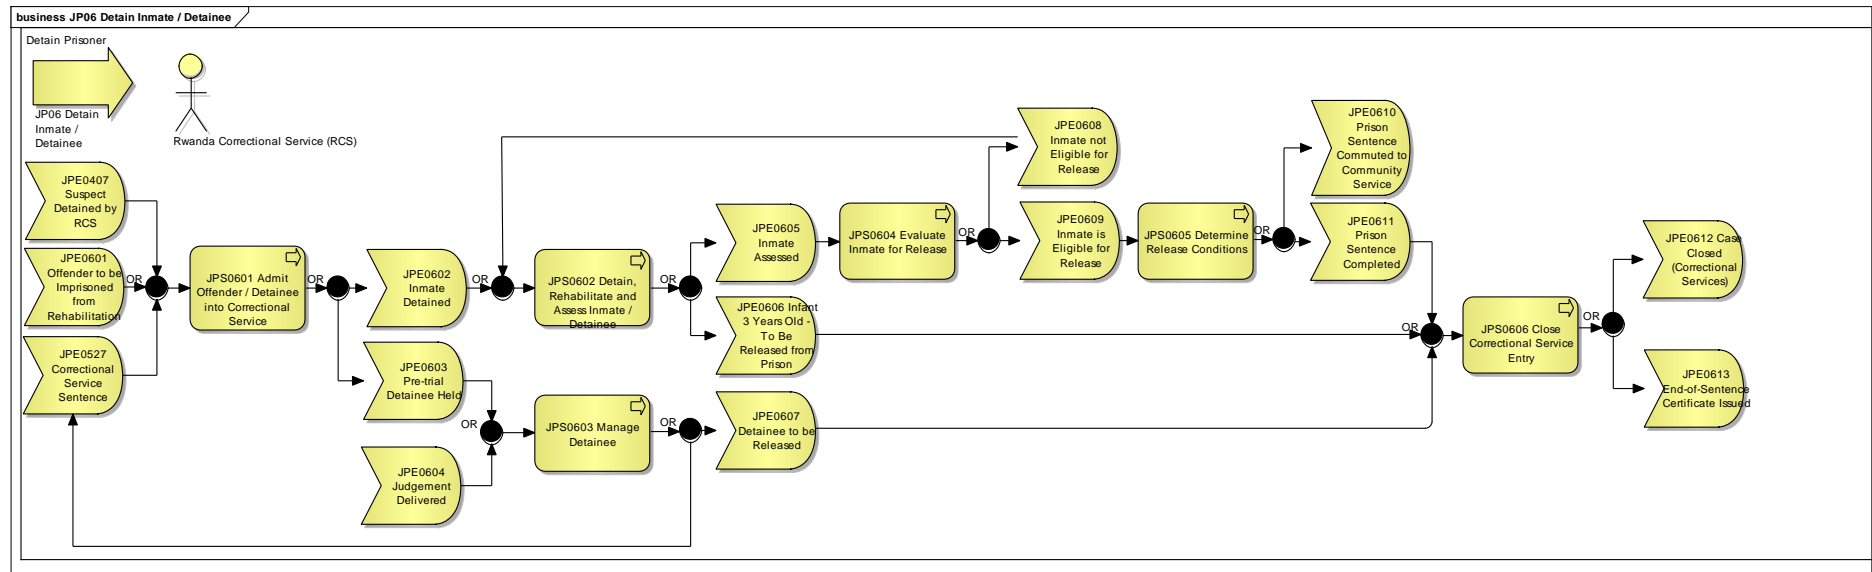 business JP06 Detain Inmate / Detainee
Detain Prisoner
JP06 Detain
Inmate /
Detainee
Rwanda Correctional Service (RCS)
JPE0407
Suspect
Detained by
RCS
JPE0601
Offender to be
Imprisoned
from
Rehabilitation
JPE0527
Correctional
Service
Sentence
OR
JPS0601 Admit
Offender / Detainee
into Correctional
Service
OR
JPE0602
Inmate
Detained
JPE0603
Pre-trial
Detainee Held
JPE0604
Judgement
Delivered
OR
OR
JPS0602 Detain,
Rehabilitate and
Assess Inmate /
Detainee
JPS0603 Manage
Detainee
OR
OR
JPE0605
Inmate
Assessed
JPE0606 Infant
3 Years Old -
To Be
Released from
Prison
JPE0607
Detainee to be
Released
JPS0604 Evaluate
Inmate for Release
OR
JPE0608
Inmate not
Eligible for
Release
JPE0609
Inmate is
Eligible for
Release
JPS0605 Determine
Release Conditions
OR
JPE0610
Prison
Sentence
Commuted to
Community
Service
JPE0611
Prison
Sentence
Completed
OR
JPS0606 Close
Correctional Service
Entry
OR
JPE0612 Case
Closed
(Correctional
Services)
JPE0613
End-of-Sentence
Certificate Issued